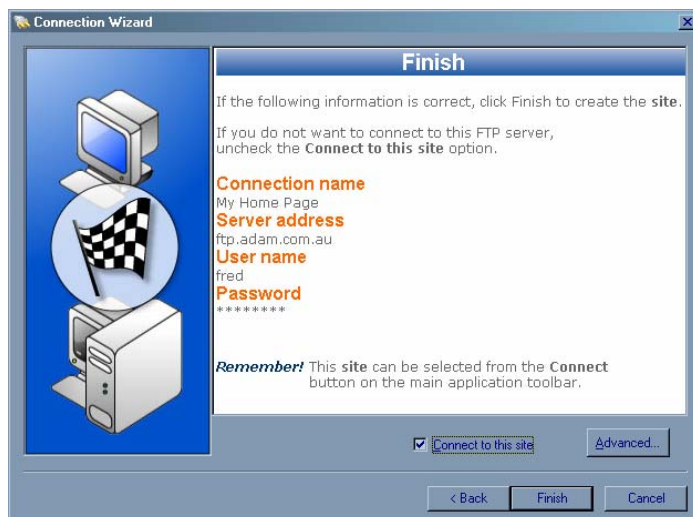 Connection Wizard
Finish
If the following information is correct, click Finish to create the site.
If you do not want to connect to this FTP server,
uncheck the Connect to this site option.
Connection name
My Home Page
Server address
ftp.adam.com.au
User name
fred
Password
********
Remember! This site can be selected from the Connect
button on the main application toolbar.
Connect to this site
Advanced...
< Back
Finish
Cancel